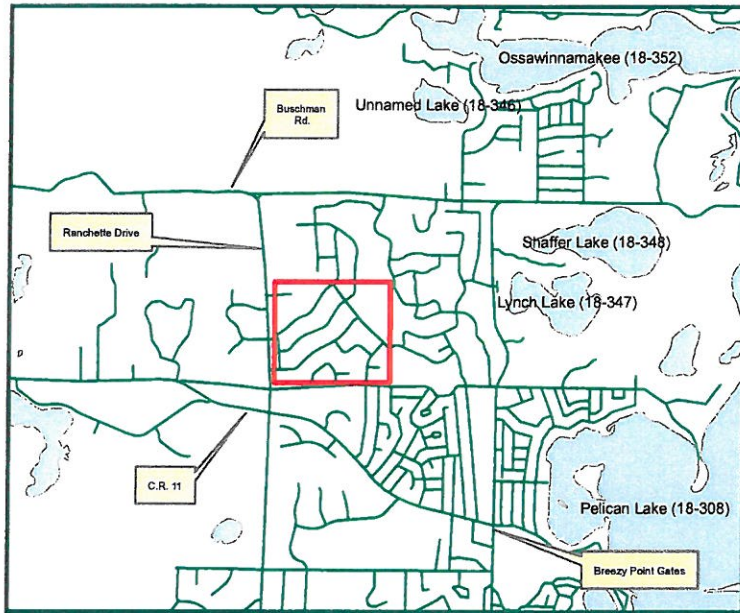 Ossawinnamakee (18-352)
Unnamed Lake (18-346)
Buschman
Rd.
Ranchette Drive
Shaffer Lake (18-348)
Lynch Lake (18-347)
C.R. 11
Pelican Lake (18-308)
Breezy Point Gates